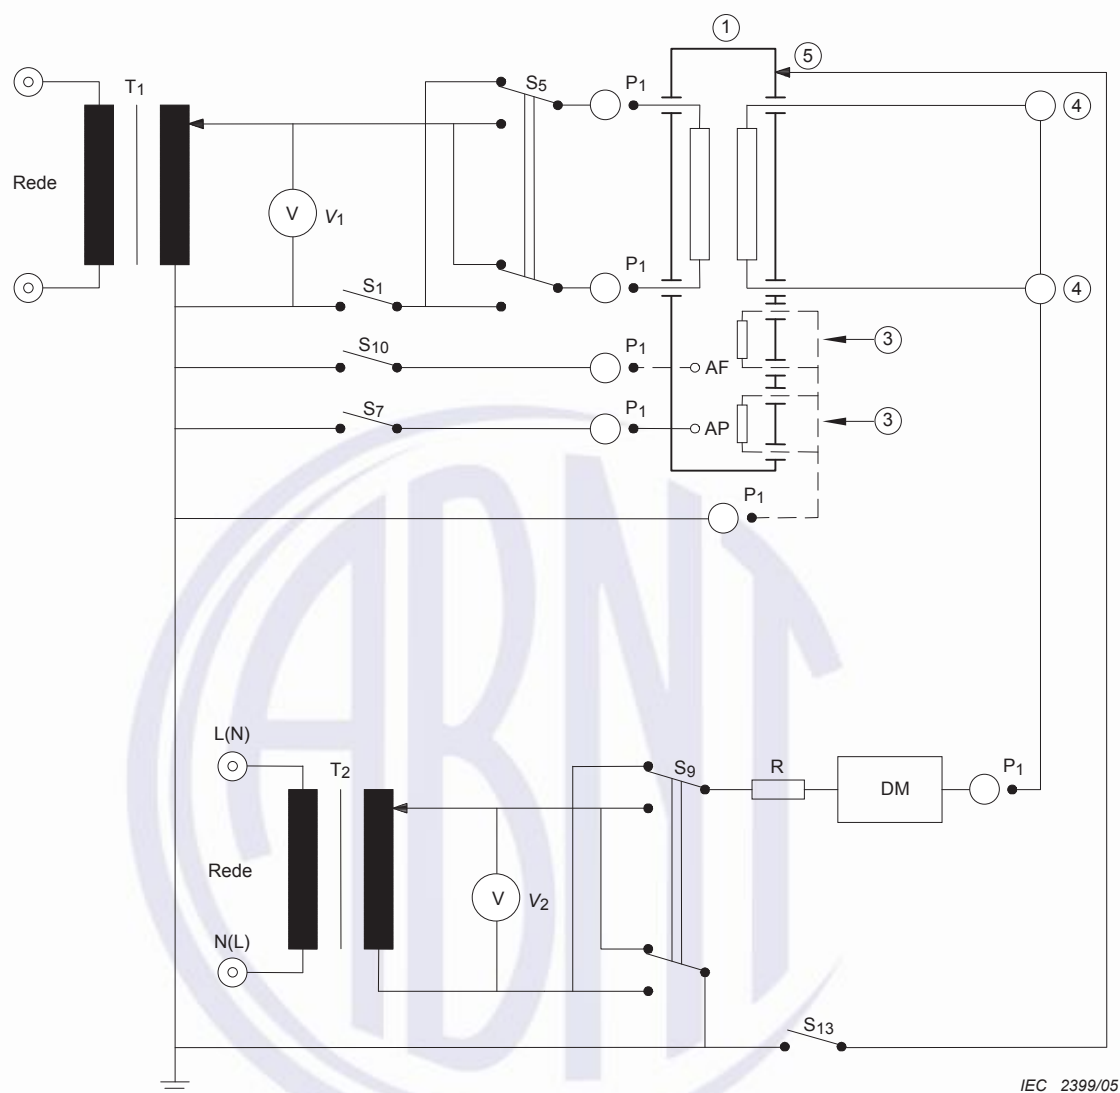 1
5
T1
S5
P1
4
Rede
V
V1
P1
4
S1
S10
P1
AF
3
S7
P1
AP
3
P1
ABNT
L(N)
T2
S9
R
DM
P1
Rede
V
V2
N(L)
S13
IEC 2399/05